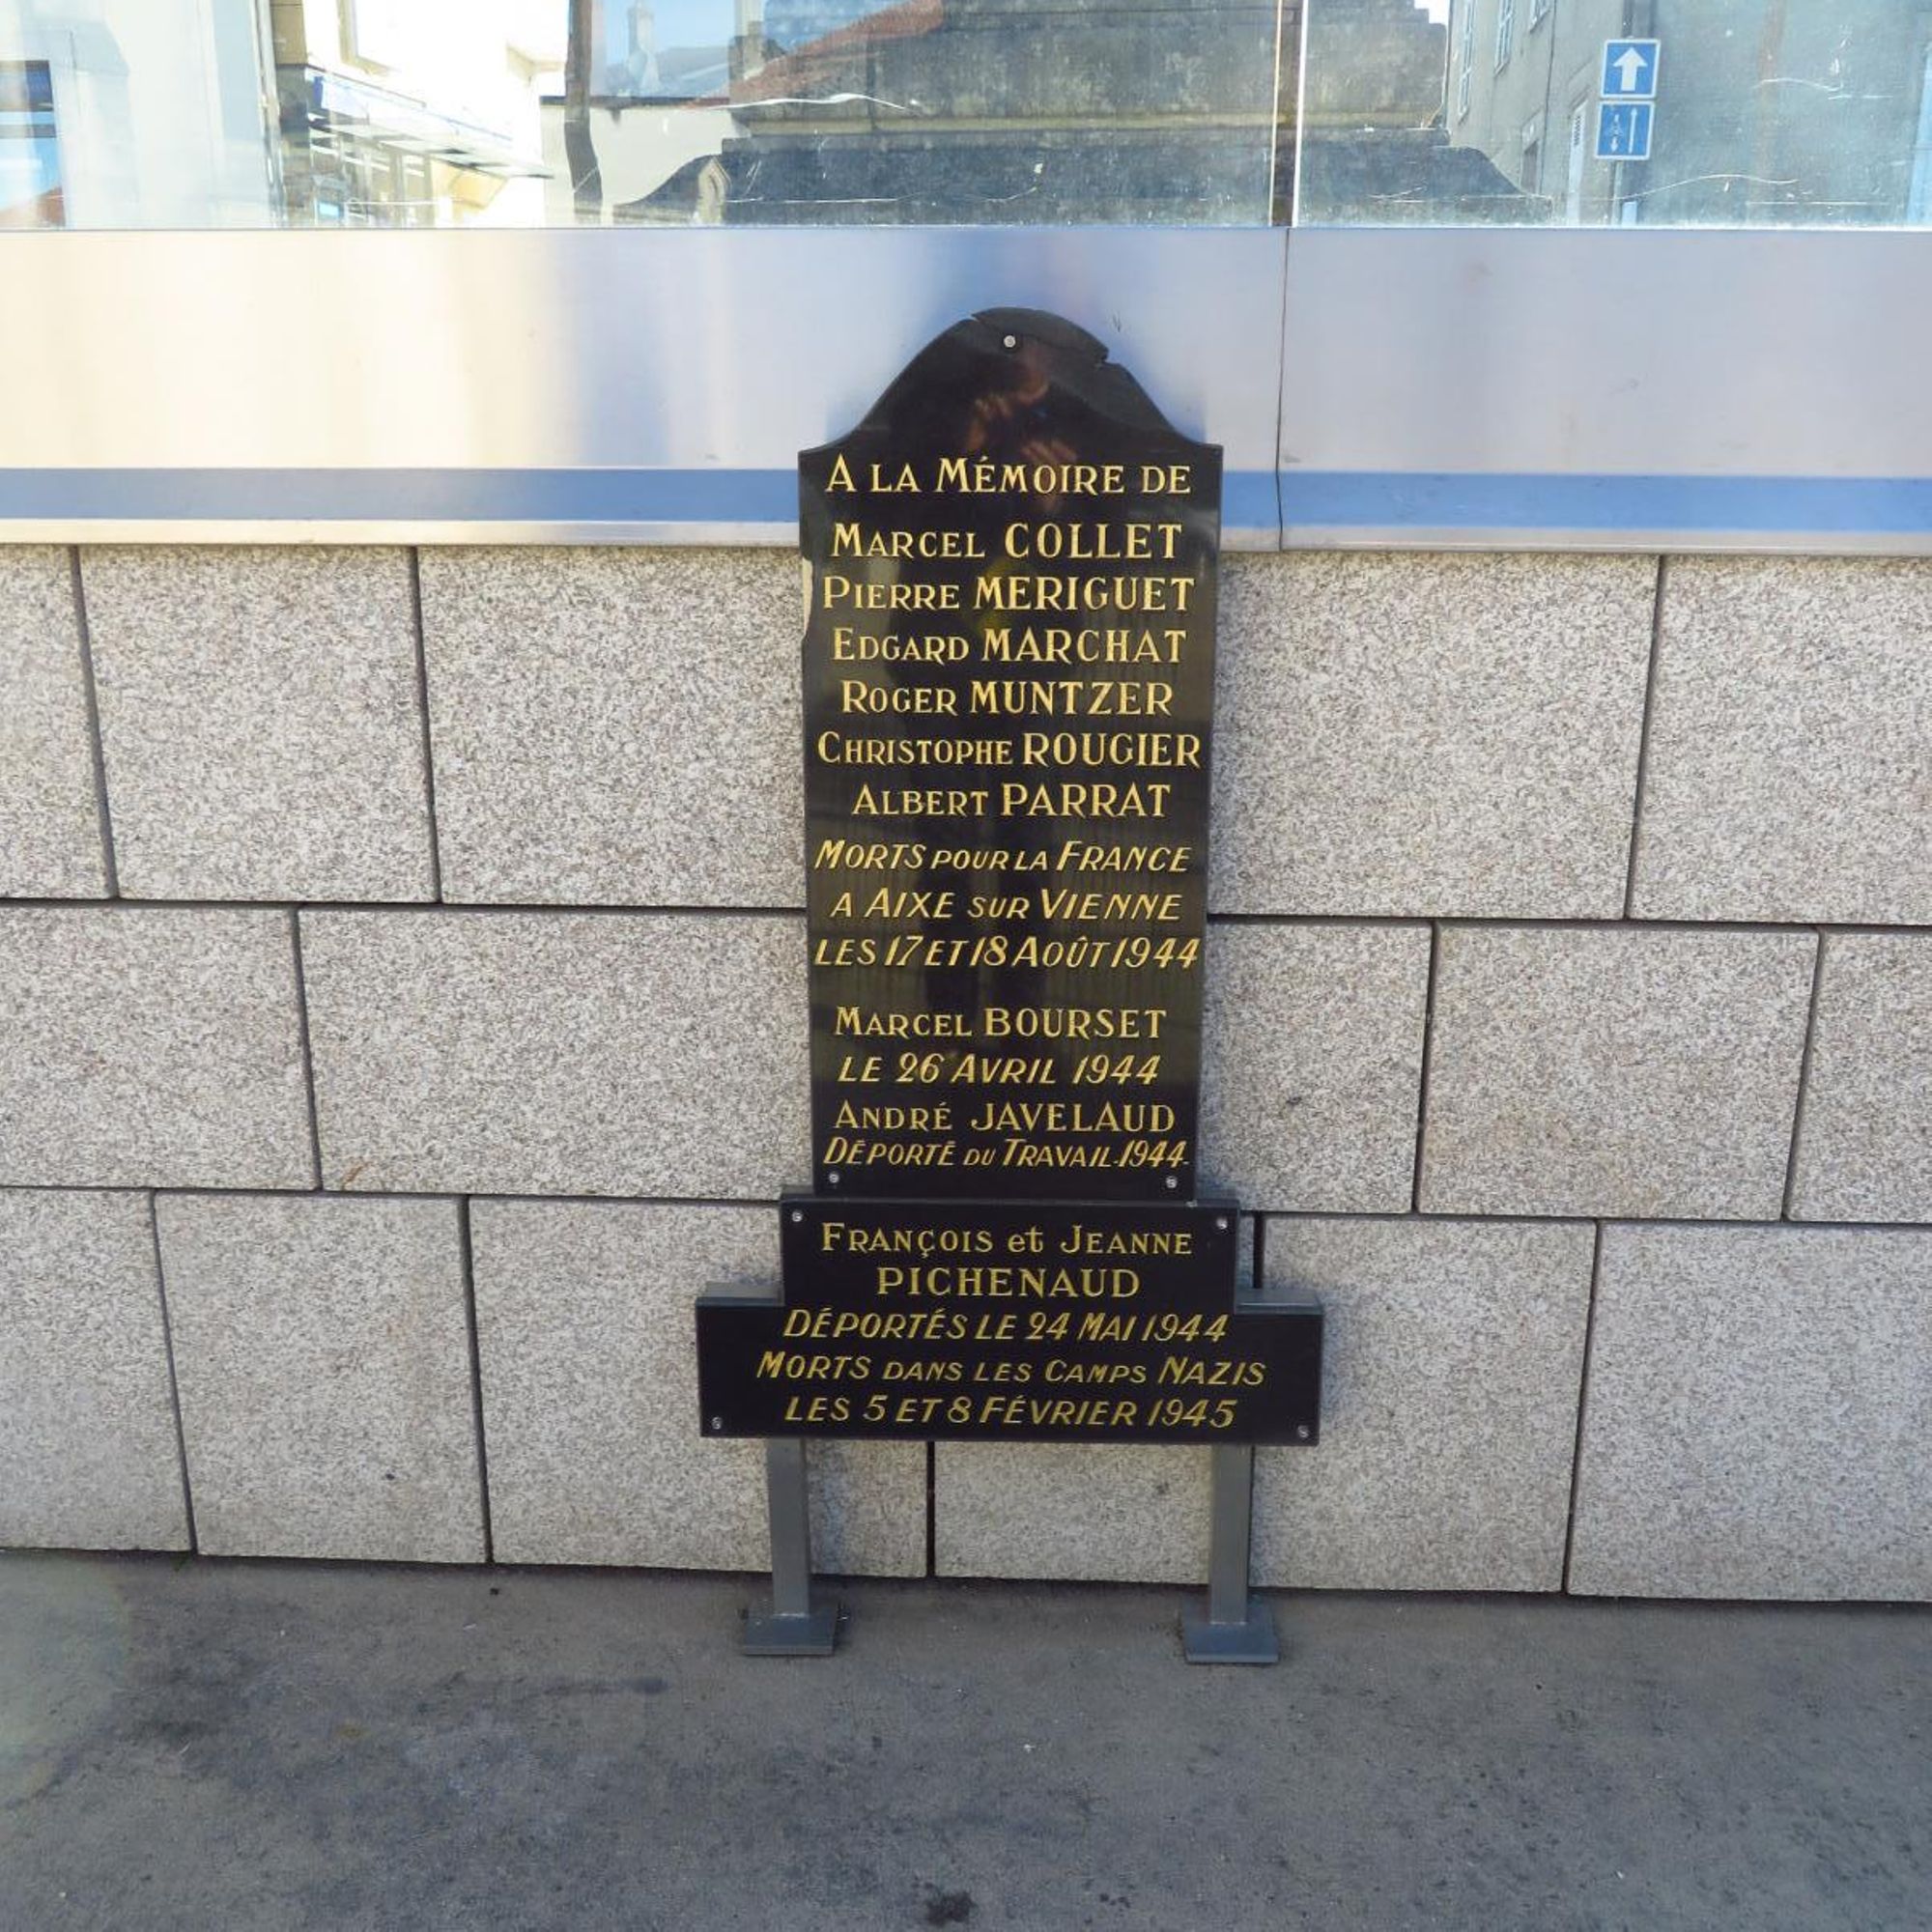 A LA MÉMOIRE DE
MARCEL COLLET
PIERRE MERIGUET
EDGARD MARCHAT
ROGER MUNTZER
CHRISTOPHE ROUGIER
ALBERT PARRAT
MORTS POUR LA FRANCE
A AIXE SUR VIENNE
LES 17 ET 18 AOÛT 1944
MARCEL BOURSET
LE 26 AVRIL 1944
ANDRÉ JAVELAUD
DÉPORTÉ DU TRAVAIL-1944-
FRANÇOIS et JEANNE
PICHENAUD
DÉPORTÉS LE 24 MAI 1944
MORTS DANS LES CAMPS NAZIS
LES 5 ET 8 FÉVRIER 1945